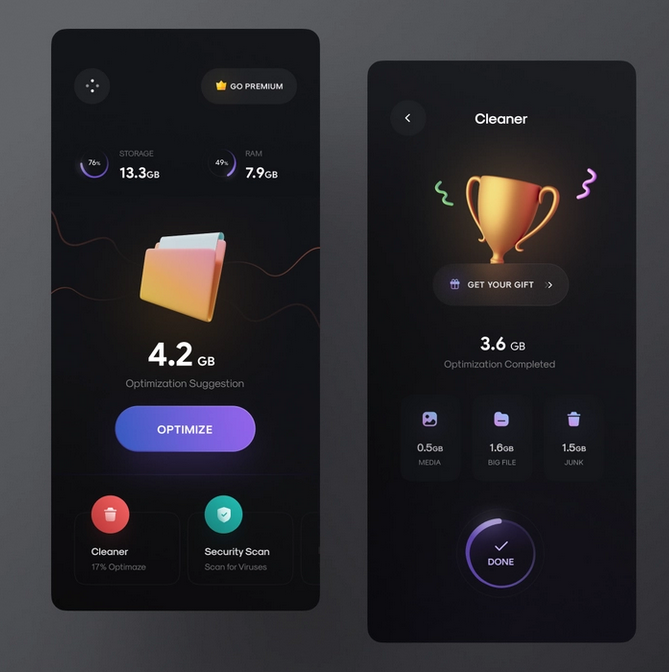 GO PREMIUM
76%
STORAGE
13.3GB
49%
RAM
7.9GB
4.2 GB
Optimization Suggestion
OPTIMIZE
Cleaner
17% Optimaze
Security Scan
Scan for Viruses
Cleaner
GET YOUR GIFT
3.6 GB
Optimization Completed
0.5GB
MEDIA
1.6GB
BIG FILE
1.5GB
JUNK
DONE